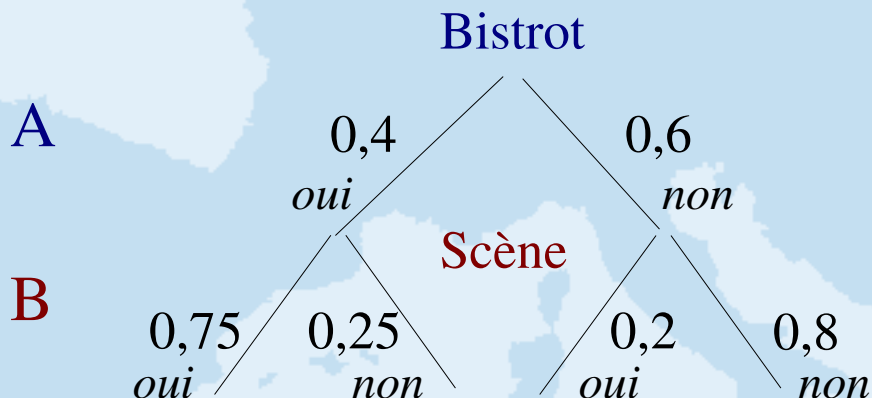 Bistrot
A
0,4
0,6
oui
non
Scène
B
0,75
0,25
0,2
0,8
oui
non
oui
non